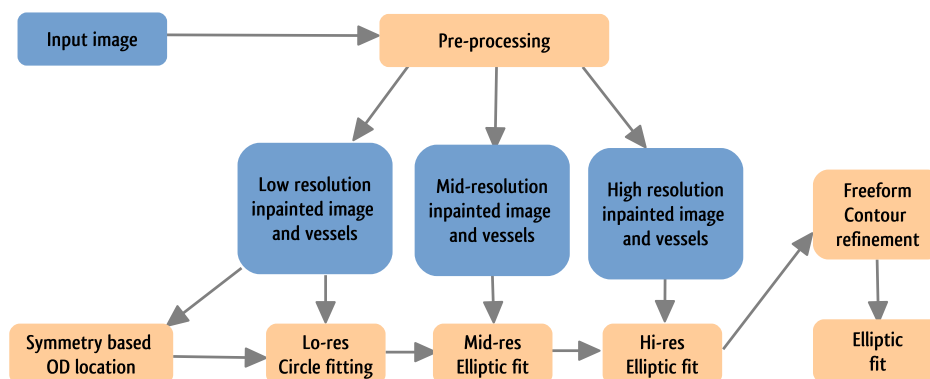 Input image
Pre-processing
Low resolution
inpainted image
and vessels
Mid-resolution
inpainted image
and vessels
High resolution
inpainted image
and vessels
Freeform
Contour
refinement
Symmetry based
OD location
Lo-res
Circle fitting
Mid-res
Elliptic fit
Hi-res
Elliptic fit
Elliptic
fit